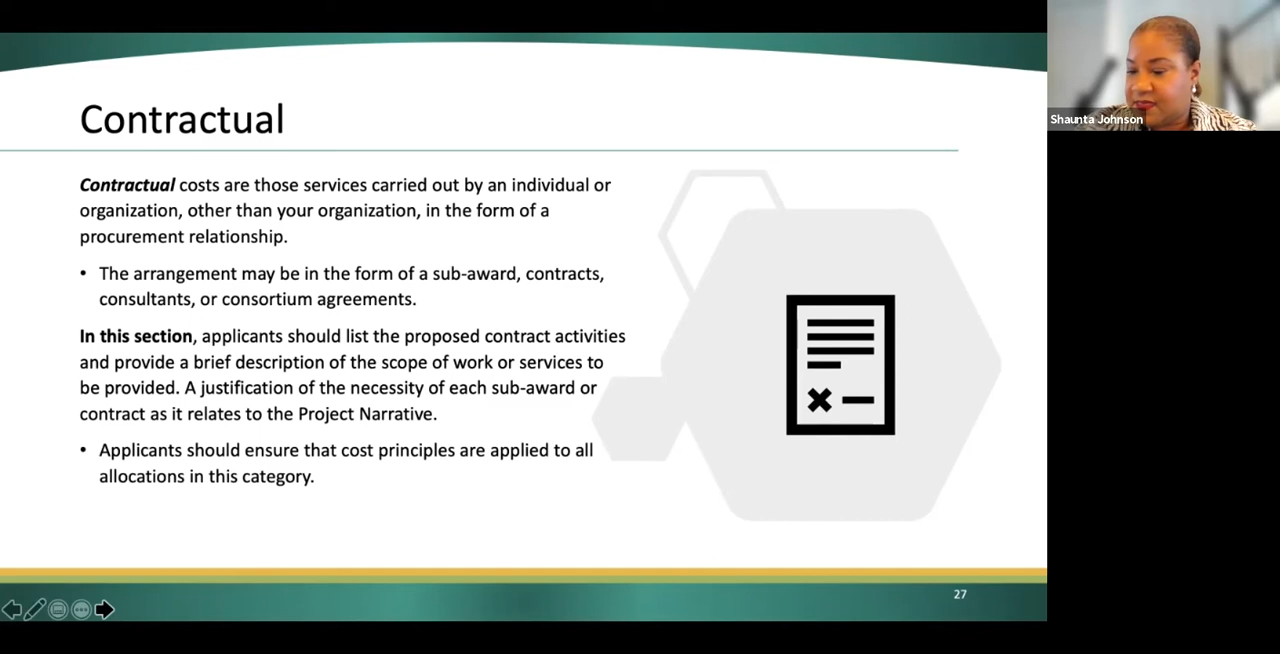 Contractual
Contractual costs are those services carried out by an individual or
organization, other than your organization, in the form of a
procurement relationship.
• The arrangement may be in the form of a sub-award, contracts,
consultants, or consortium agreements.
In this section, applicants should list the proposed contract activities
and provide a brief description of the scope of work or services to
be provided. A justification of the necessity of each sub-award or
contract as it relates to the Project Narrative.
• Applicants should ensure that cost principles are applied to all
allocations in this category.
27
Shaunta Johnson